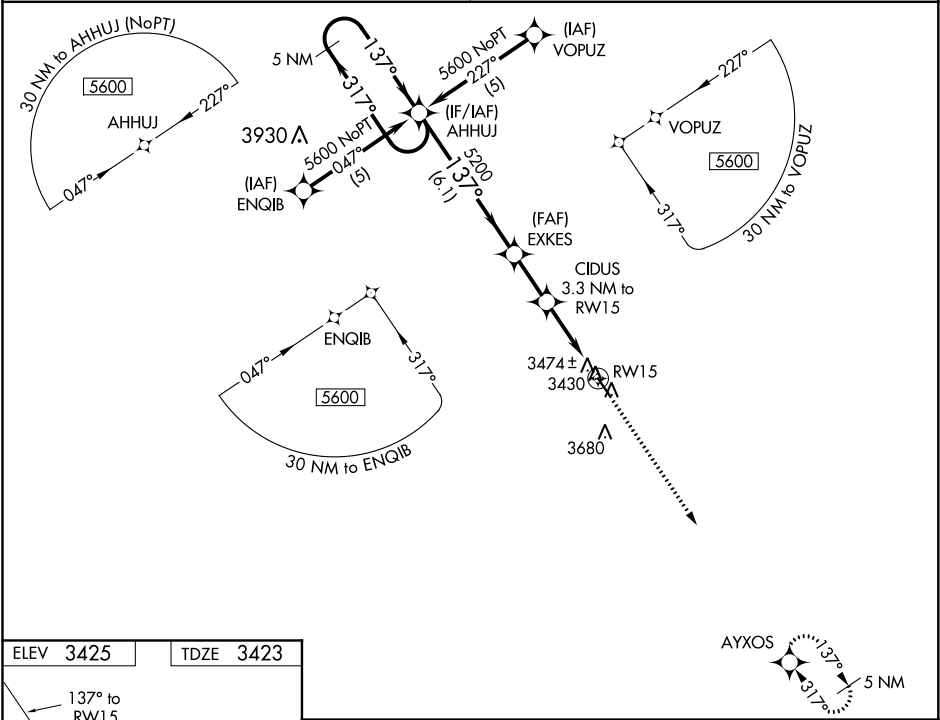 30 NM to AHHUJ (NoPT)
5600
227°
AHHUJ
047°
5 NM
137°
317°
5600 NoPT
227°
(5)
(IAF)
VOPUZ
(IF/IAF)
AHHUJ
3930
5600 NoPT
047°
(5)
(IAF)
ENQIB
5200
137°
(6.1)
227°
VOPUZ
5600
317°
30 NM to VOPUZ
(FAF)
EXKES
CIDUS
3.3 NM to
RW15
ENQIB
047°
317°
5600
30 NM to ENQIB
3474±
3430
RW15
3680
AYXOS
137°
317°
5 NM
ELEV 3425
TDZE 3423
137° to
RW15